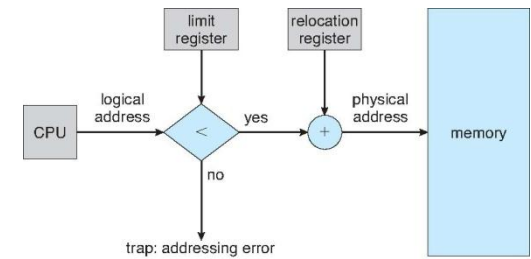 limit
register
relocation
register
logical
address
physical
address
CPU
<
yes
+
memory
no
trap: addressing error